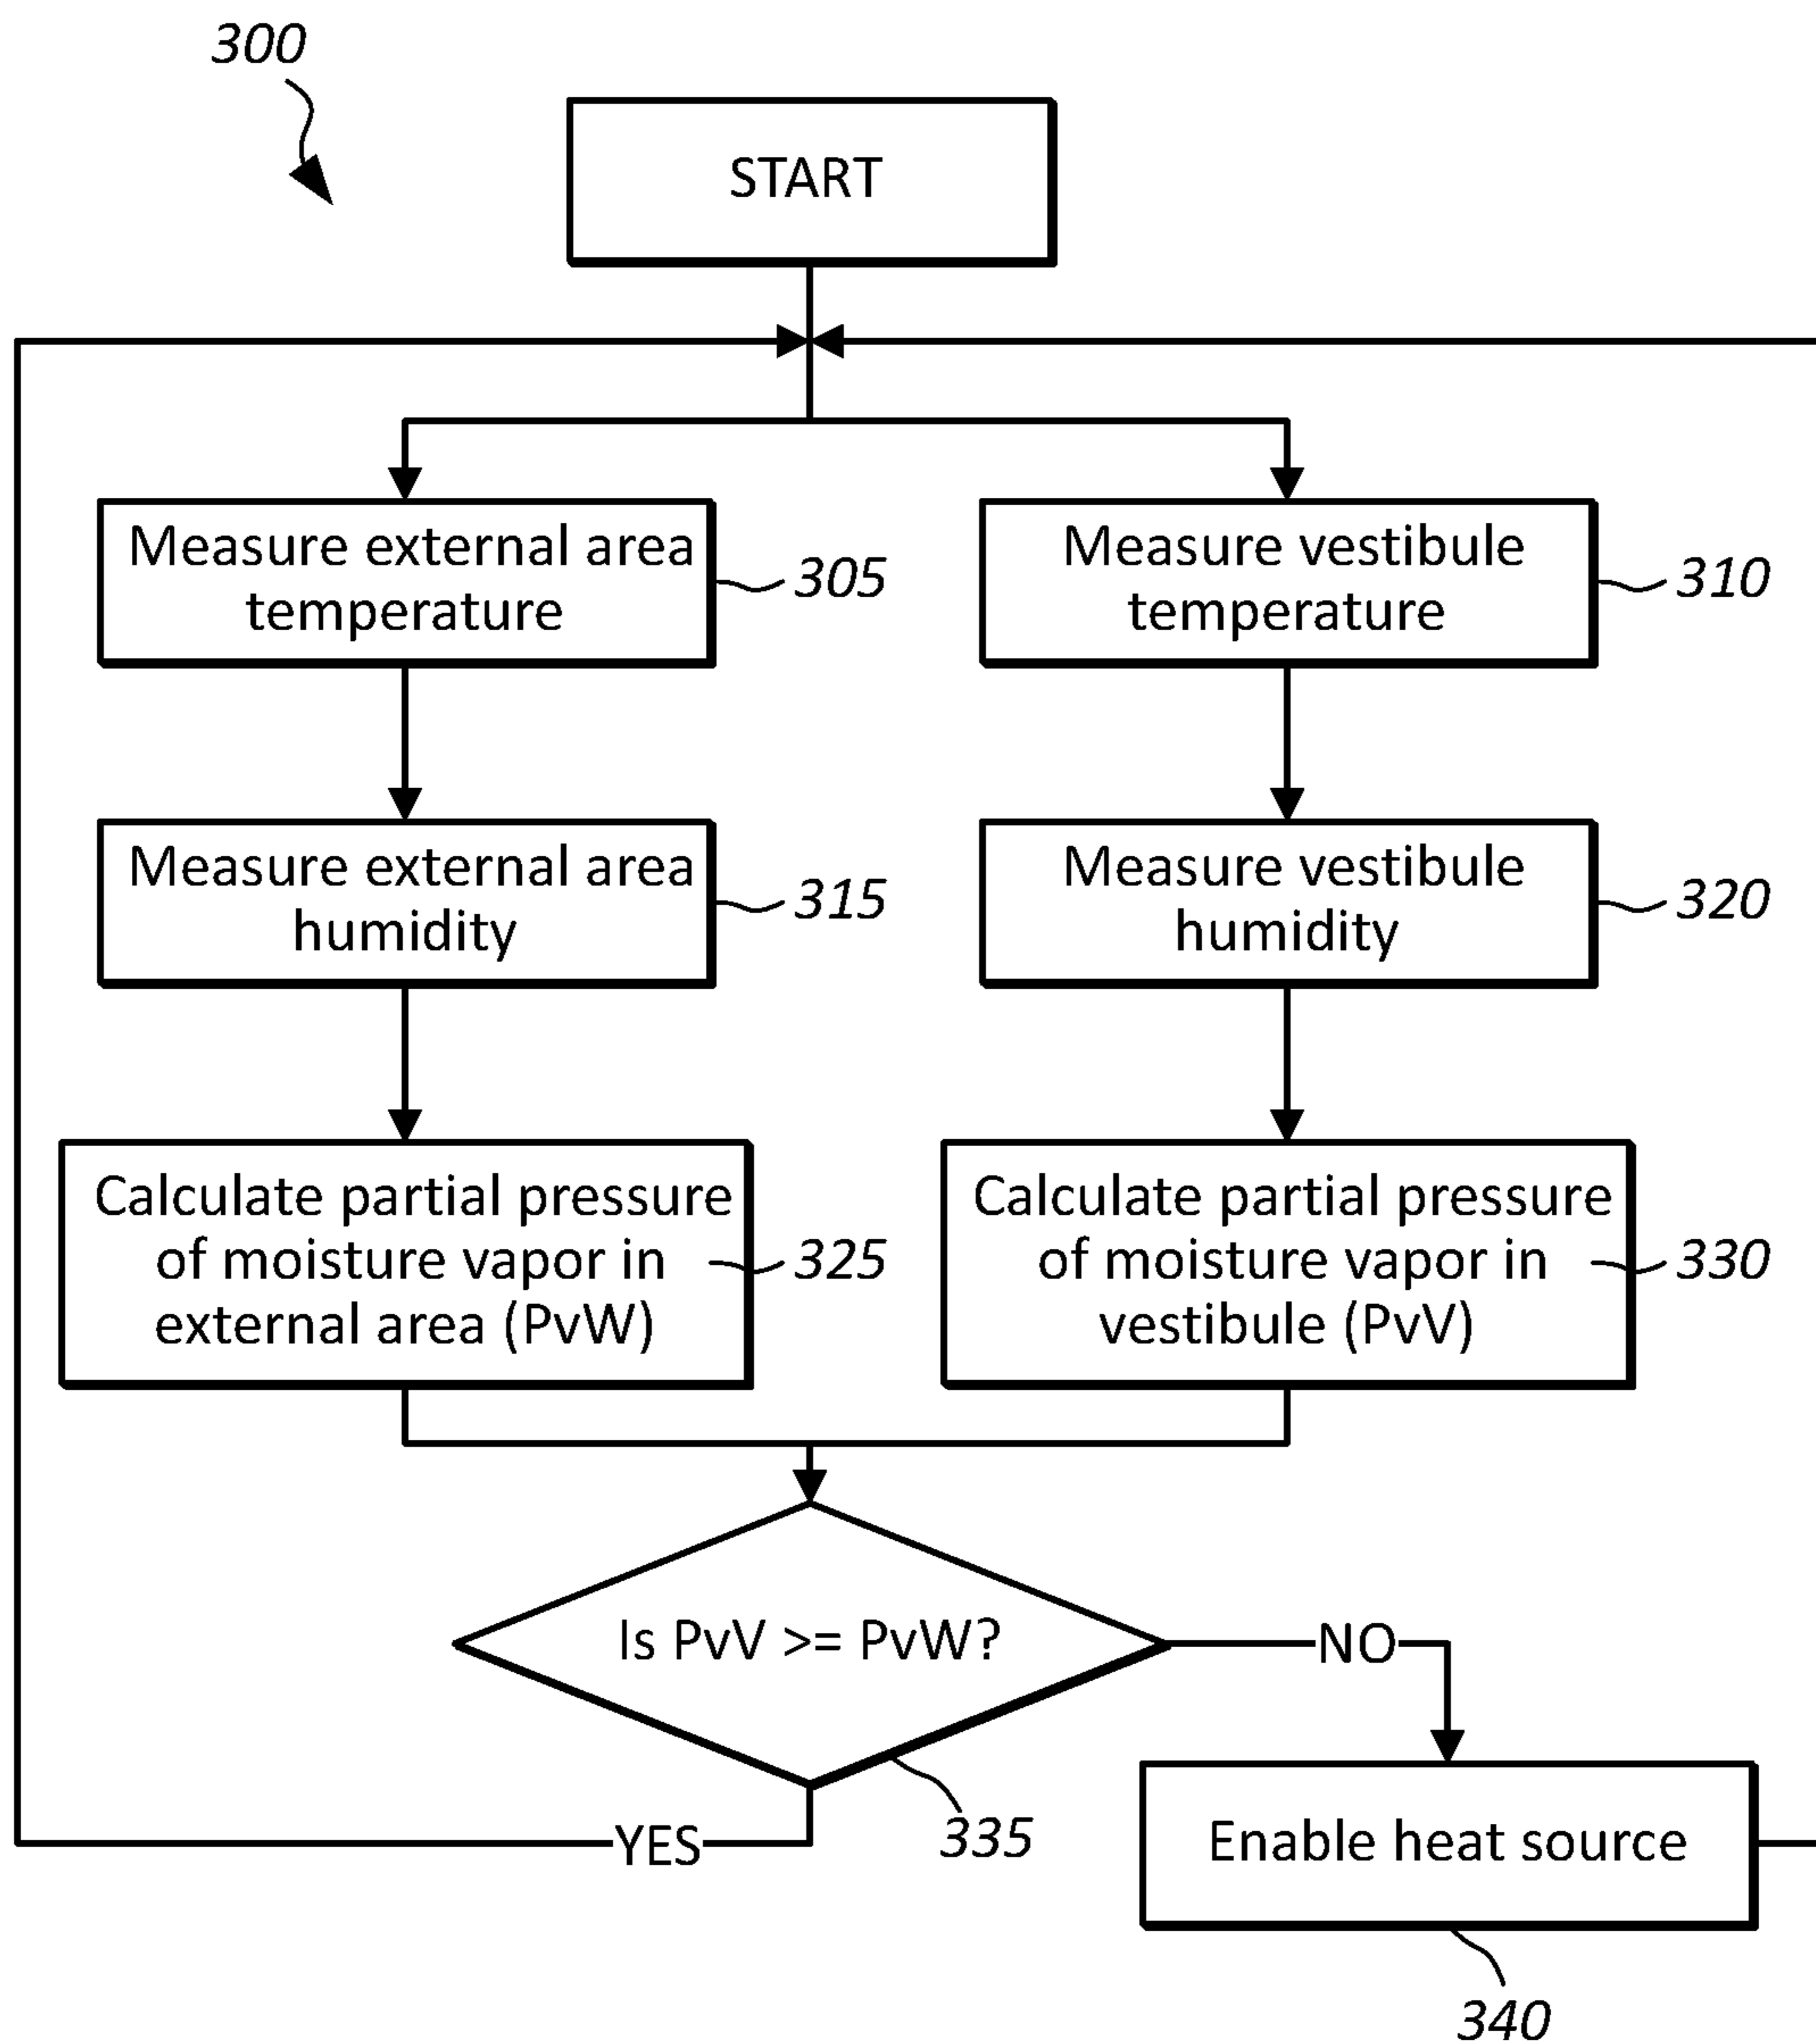 300
START
Measure external area
temperature
305
Measure vestibule
temperature
310
Measure external area
humidity
315
Measure vestibule
humidity
320
Calculate partial pressure
of moisture vapor in
external area (PvW)
325
Calculate partial pressure
of moisture vapor in
vestibule (PvV)
330
Is PvV >= PvW?
NO
YES
335
Enable heat source
340